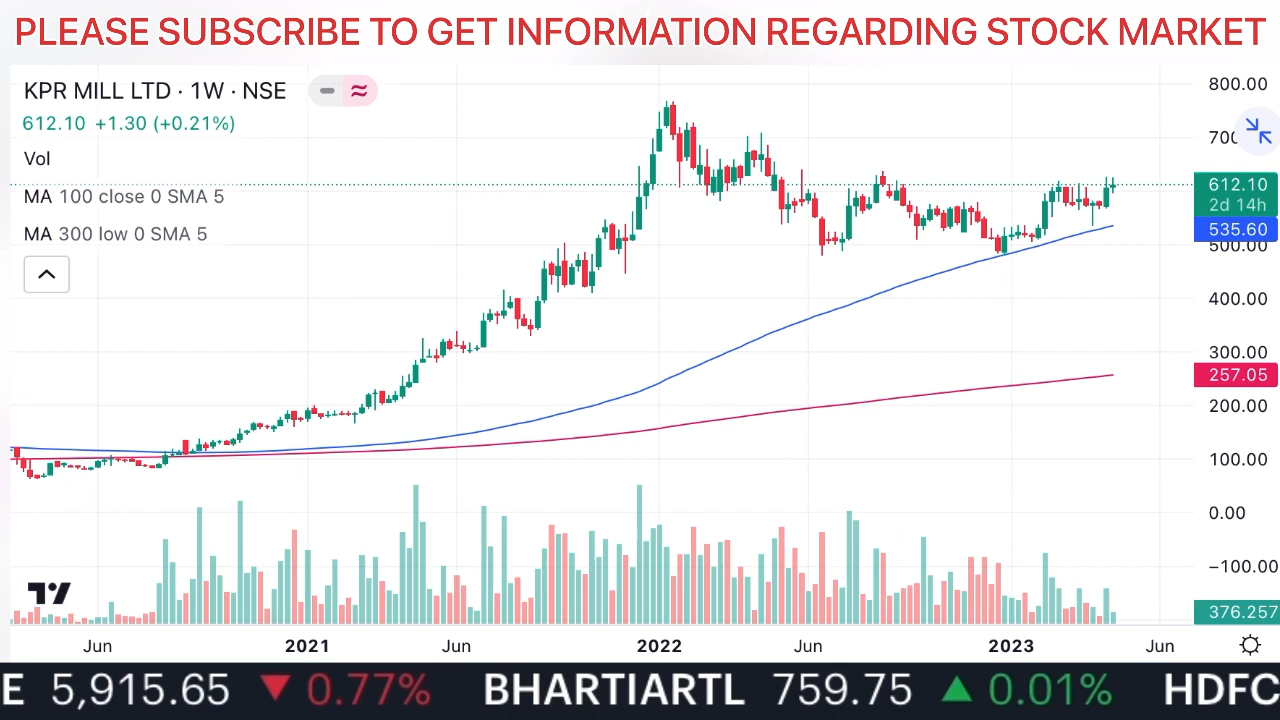 PLEASE SUBSCRIBE TO GET INFORMATION REGARDING STOCK MARKET
KPR MILL LTD · 1W · NSE
612.10 +1.30 (+0.21%)
Vol
MA 100 close 0 SMA 5
MA 300 low 0 SMA 5
800.00
612.10
2d 14h
535.60
500.00
400.00
300.00
257.05
200.00
100.00
0.00
−100.00
376.257
Jun 2021 Jun 2022 Jun 2023 Jun
E 5,915.65 ▼ 0.77% BHARTIARTL 759.75 ▲ 0.01% HDFC